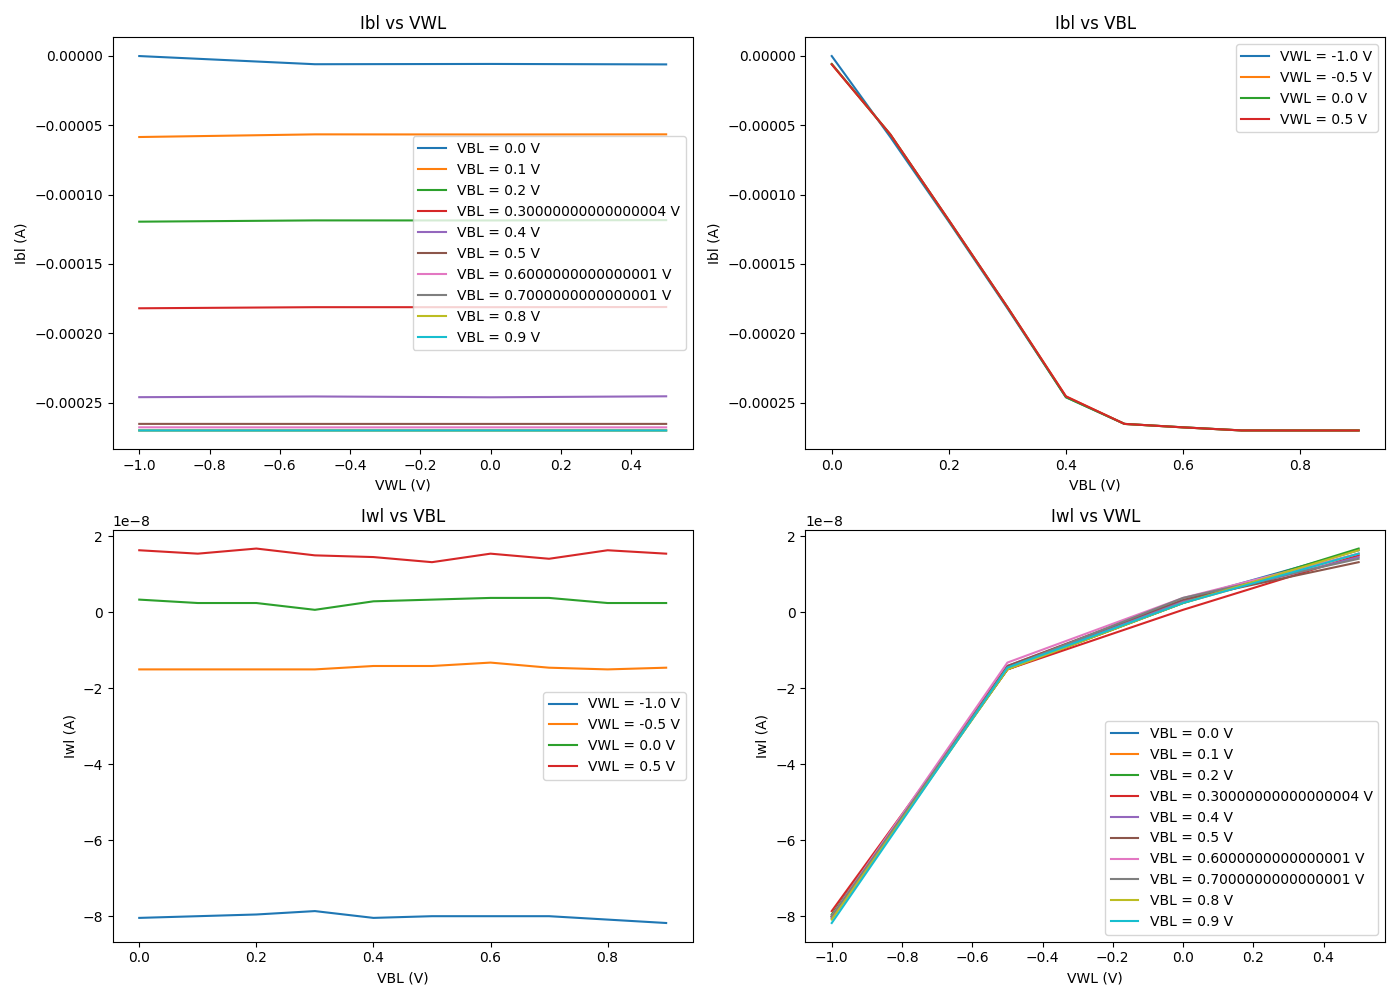 Ibl vs VWL
Ibl (A)
0.00000
−0.00005
−0.00010
−0.00015
−0.00020
−0.00025
VBL = 0.0 V
VBL = 0.1 V
VBL = 0.2 V
VBL = 0.30000000000000004 V
VBL = 0.4 V
VBL = 0.5 V
VBL = 0.6000000000000001 V
VBL = 0.7000000000000001 V
VBL = 0.8 V
VBL = 0.9 V
−1.0 −0.8 −0.6 −0.4 −0.2 0.0 0.2 0.4
VWL (V)
Ibl vs VBL
Ibl (A)
0.00000
−0.00005
−0.00010
−0.00015
−0.00020
−0.00025
VWL = -1.0 V
VWL = -0.5 V
VWL = 0.0 V
VWL = 0.5 V
0.0 0.2 0.4 0.6 0.8
VBL (V)
Iwl vs VBL
1e−8
Iwl (A)
2
0
−2
−4
−6
−8
VWL = -1.0 V
VWL = -0.5 V
VWL = 0.0 V
VWL = 0.5 V
0.0 0.2 0.4 0.6 0.8
VBL (V)
Iwl vs VWL
1e−8
Iwl (A)
2
0
−2
−4
−6
−8
VBL = 0.0 V
VBL = 0.1 V
VBL = 0.2 V
VBL = 0.30000000000000004 V
VBL = 0.4 V
VBL = 0.5 V
VBL = 0.6000000000000001 V
VBL = 0.7000000000000001 V
VBL = 0.8 V
VBL = 0.9 V
−1.0 −0.8 −0.6 −0.4 −0.2 0.0 0.2 0.4
VWL (V)